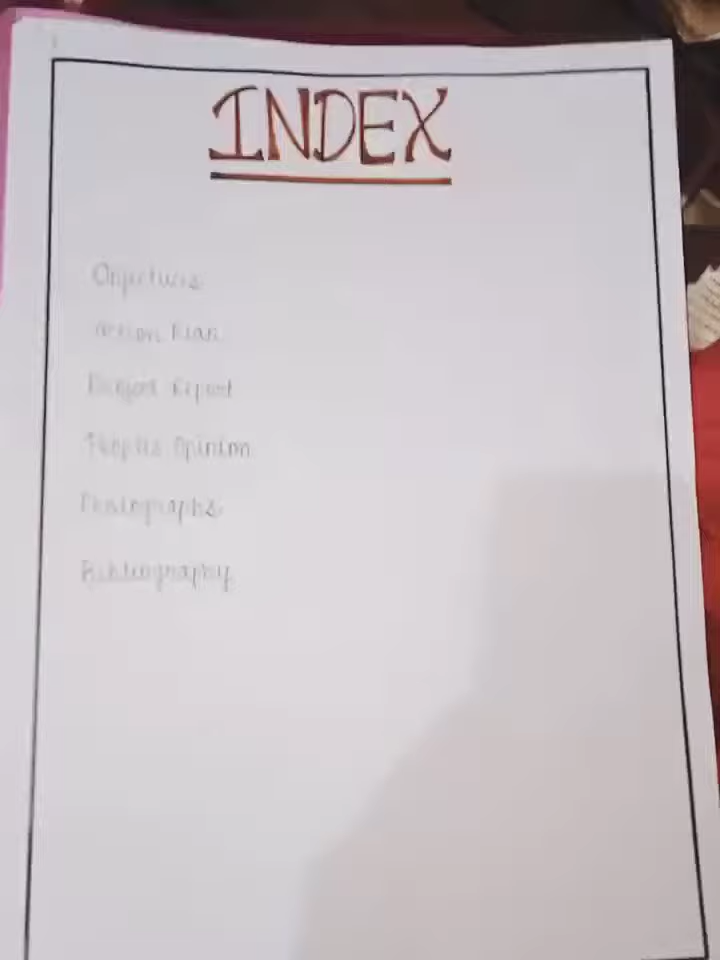 INDEX
Objectives
Action Plan
Project Report
People's Opinion
Photographs
Bibliography